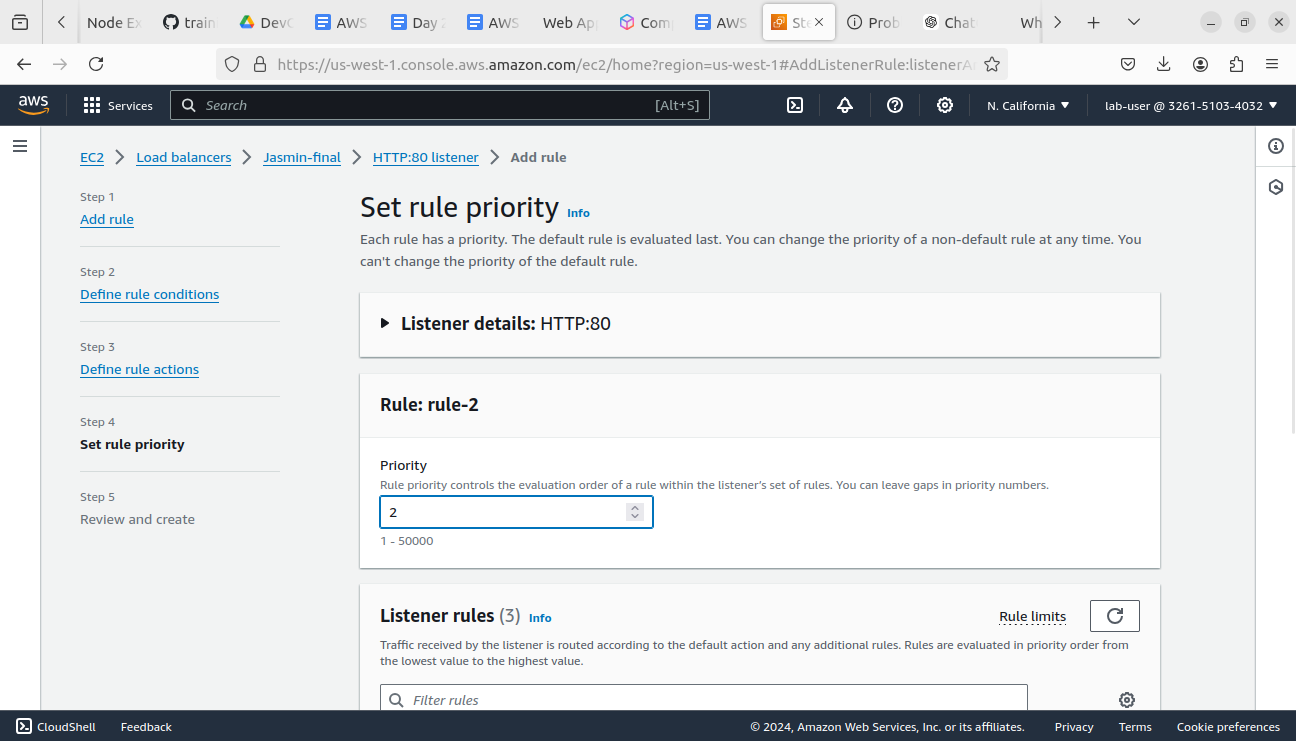 Node Ex
train
DevO
AWS
Day 2
AWS
Web App
Com
AWS
Ste
Prob
Chat
Wh
https://us-west-1.console.aws.amazon.com/ec2/home?region=us-west-1#AddListenerRule:listenerA
aws
Services
Search
[Alt+S]
N. California
lab-user @ 3261-5103-4032
EC2
Load balancers
Jasmin-final
HTTP:80 listener
Add rule
Step 1
Add rule
Step 2
Define rule conditions
Step 3
Define rule actions
Step 4
Set rule priority
Step 5
Review and create
Set rule priority Info
Each rule has a priority. The default rule is evaluated last. You can change the priority of a non-default rule at any time. You
can't change the priority of the default rule.
Listener details: HTTP:80
Rule: rule-2
Priority
Rule priority controls the evaluation order of a rule within the listener's set of rules. You can leave gaps in priority numbers.
2
1 - 50000
Listener rules (3) Info
Rule limits
Traffic received by the listener is routed according to the default action and any additional rules. Rules are evaluated in priority order from
the lowest value to the highest value.
Filter rules
CloudShell
Feedback
© 2024, Amazon Web Services, Inc. or its affiliates.
Privacy
Terms
Cookie preferences